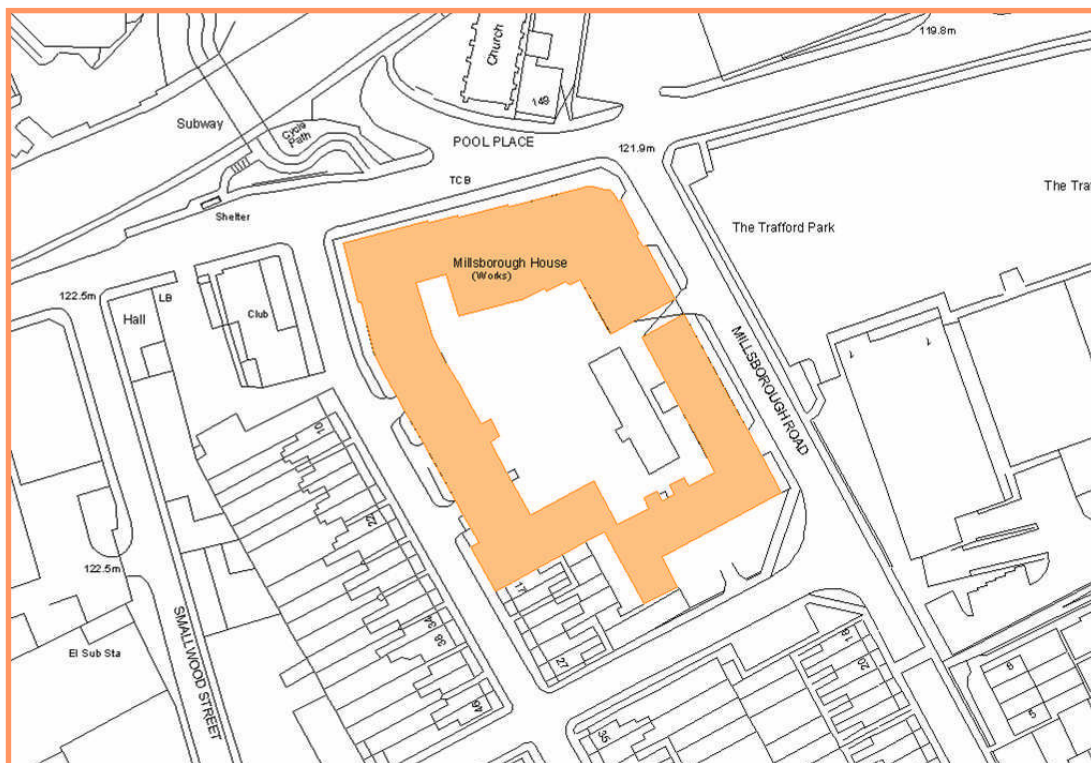 119.8m
Church
149
Subway
Cycle
Path
POOL PLACE
121.9m
TCB
The Tra
Shelter
The Trafford Park
Millsborough House
(Works)
122.5m
LB
Hall
Club
MILLSBOROUGH ROAD
10
22
122.5m
17
SMALLWOOD STREET
34
38
El Sub Sta
27
46
18
20
8
5
35